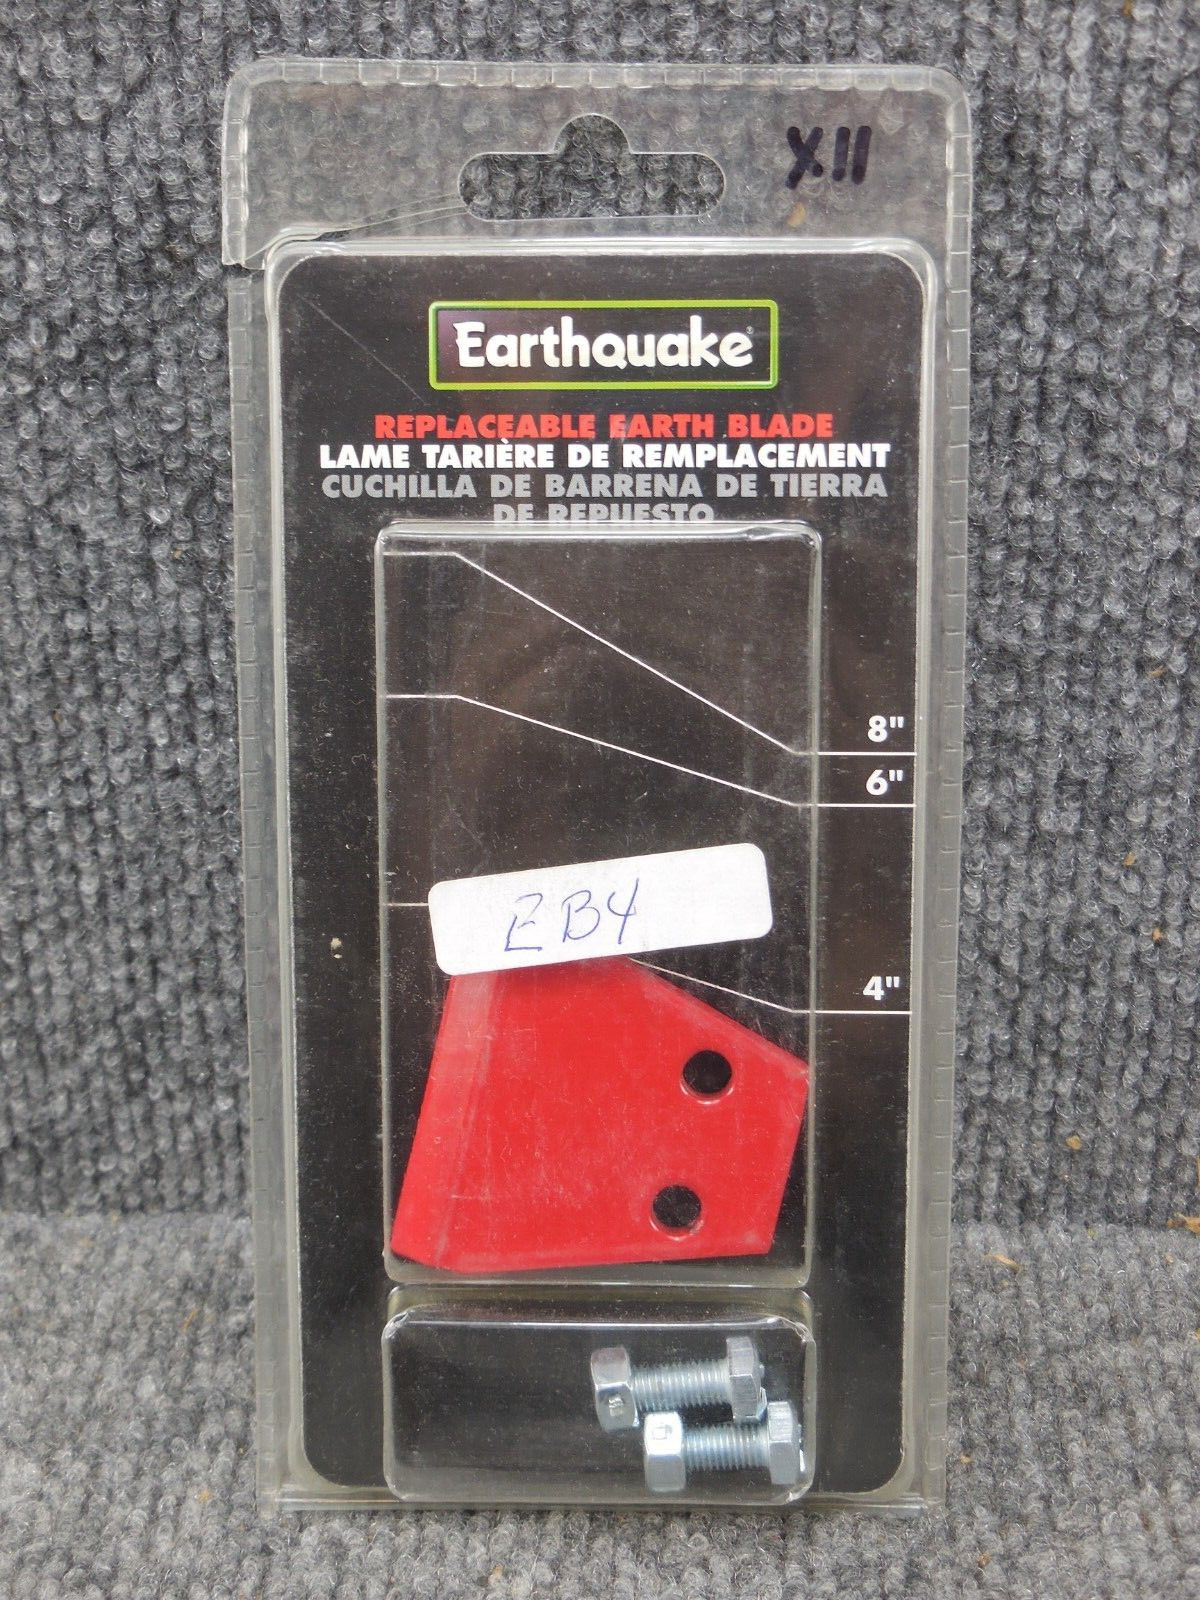 X11
Earthquake
REPLACEABLE EARTH BLADE
LAME TARIÈRE DE REMPLACEMENT
CUCHILLA DE BARRENA DE TIERRA
DE REPUESTO
8"
6"
EB4
4"